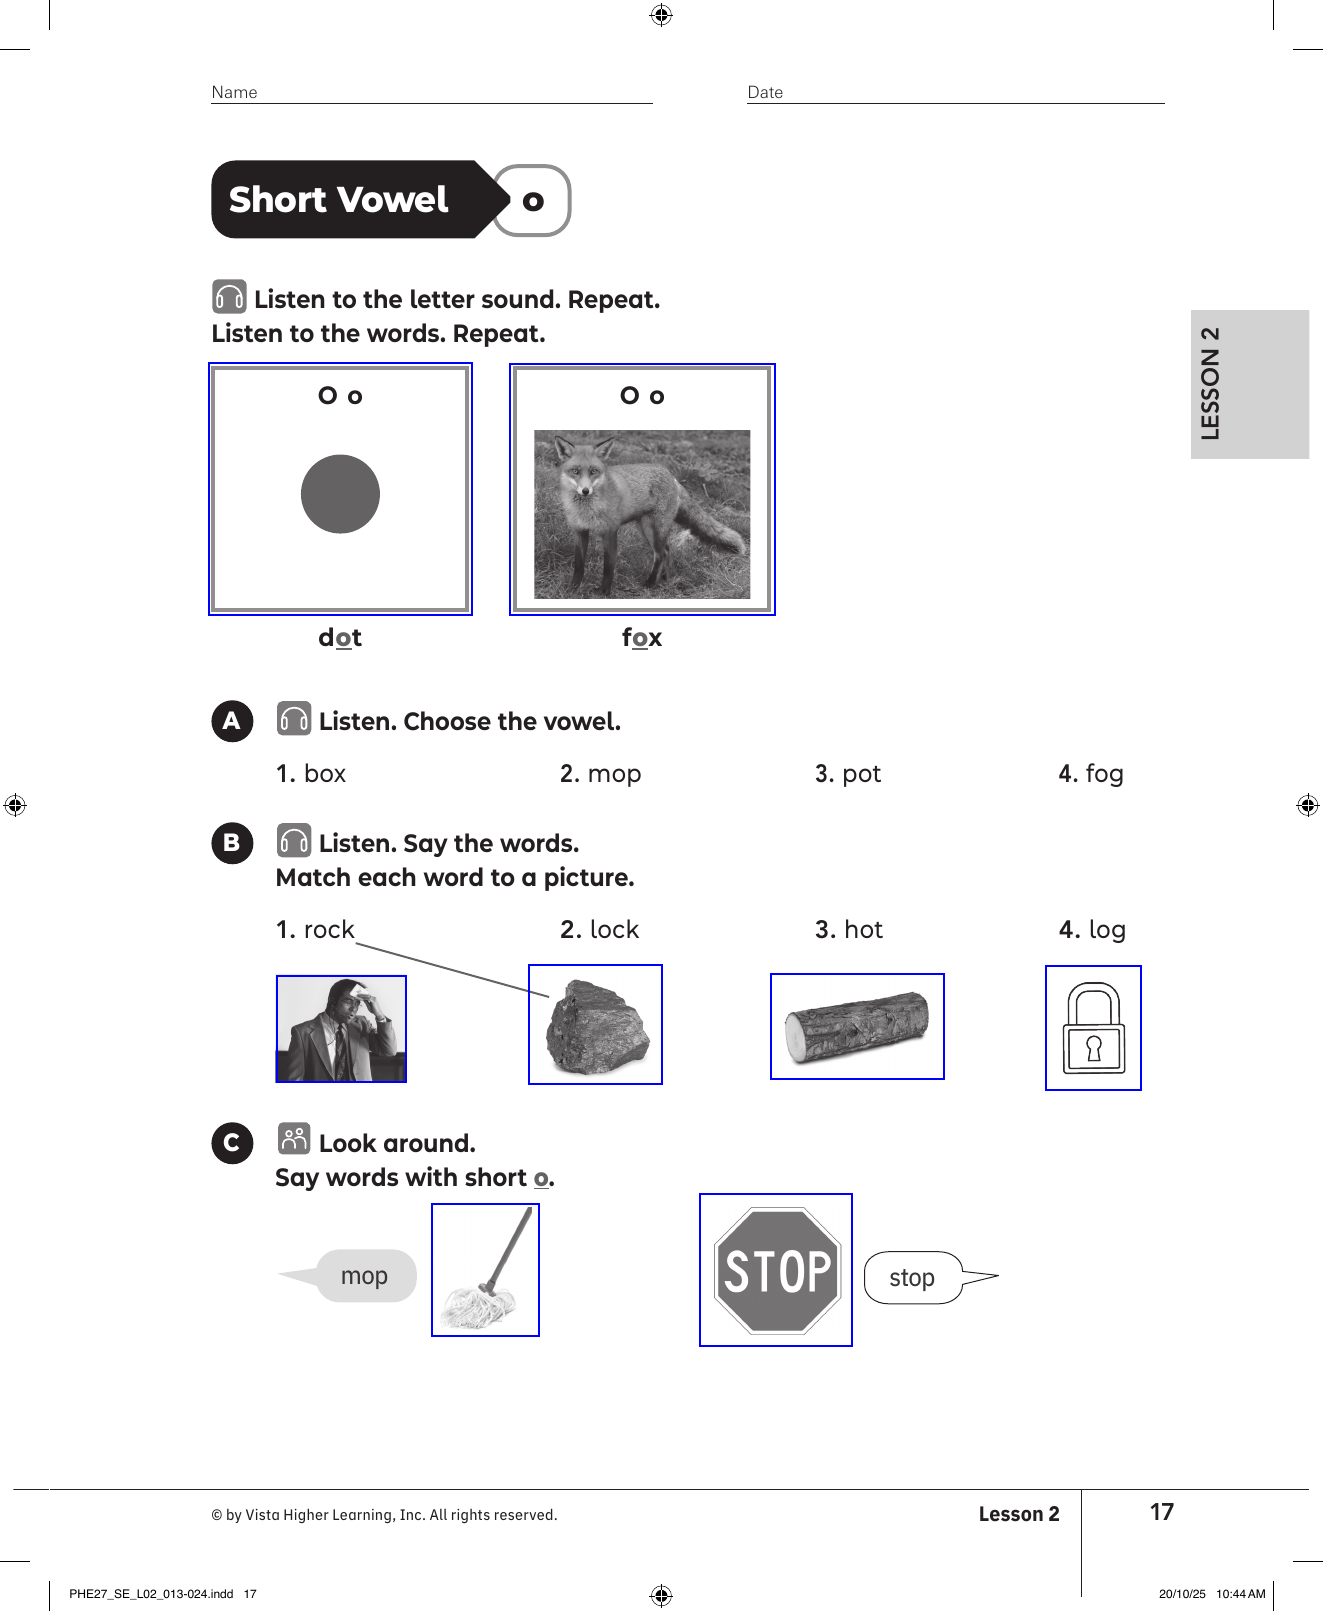 Name Date
Short Vowel o
Listen to the letter sound. Repeat.
Listen to the words. Repeat.
O o
O o
dot
fox
LESSON 2
A Listen. Choose the vowel.
1. box 2. mop 3. pot 4. fog
B Listen. Say the words.
Match each word to a picture.
1. rock 2. lock 3. hot 4. log
C Look around.
Say words with short o.
mop
STOP
stop
© by Vista Higher Learning, Inc. All rights reserved.
Lesson 2 17
PHE27_SE_L02_013-024.indd 17 20/10/25 10:44 AM